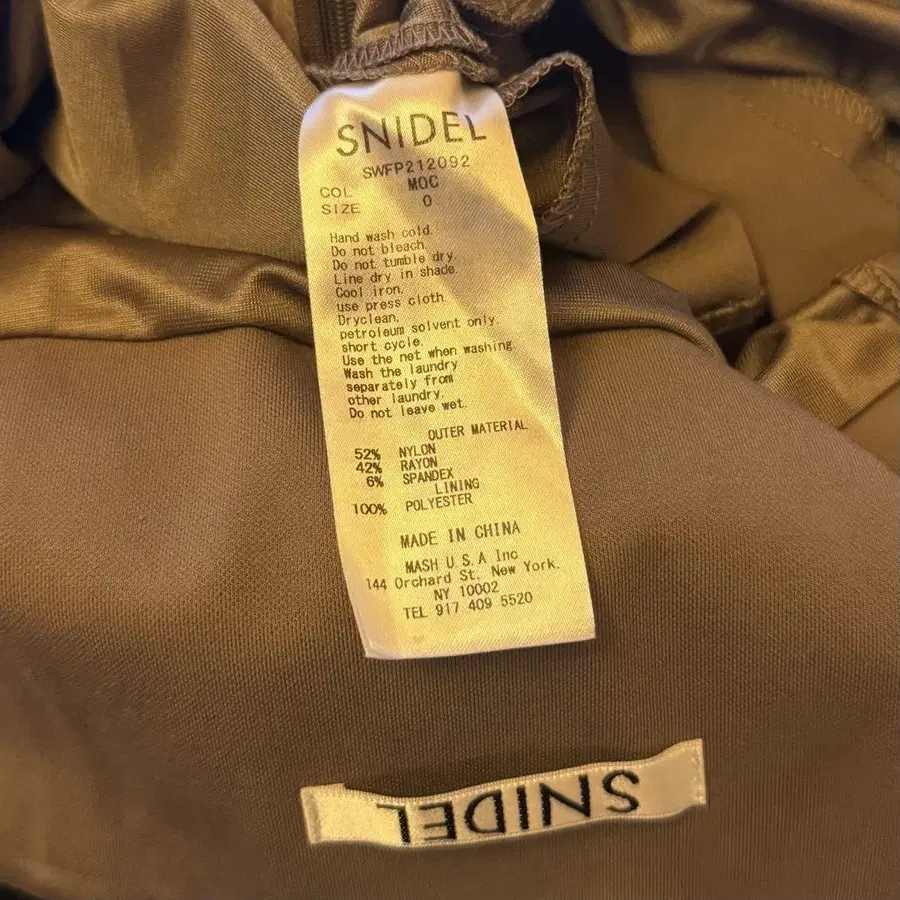 SNIDEL
SWFP212092
COL MOC
SIZE 0
Hand wash cold.
Do not bleach.
Do not tumble dry.
Line dry in shade.
Cool iron.
use press cloth.
Dryclean,
petroleum solvent only.
short cycle.
Use the net when washing.
Wash the laundry
separately from
other laundry.
Do not leave wet.
OUTER MATERIAL
52% NYLON
42% RAYON
6% SPANDEX
LINING
100% POLYESTER
MADE IN CHINA
MASH U.S.A Inc
144 Orchard St. New York.
NY 10002
TEL 917 409 5520
SNIDEL